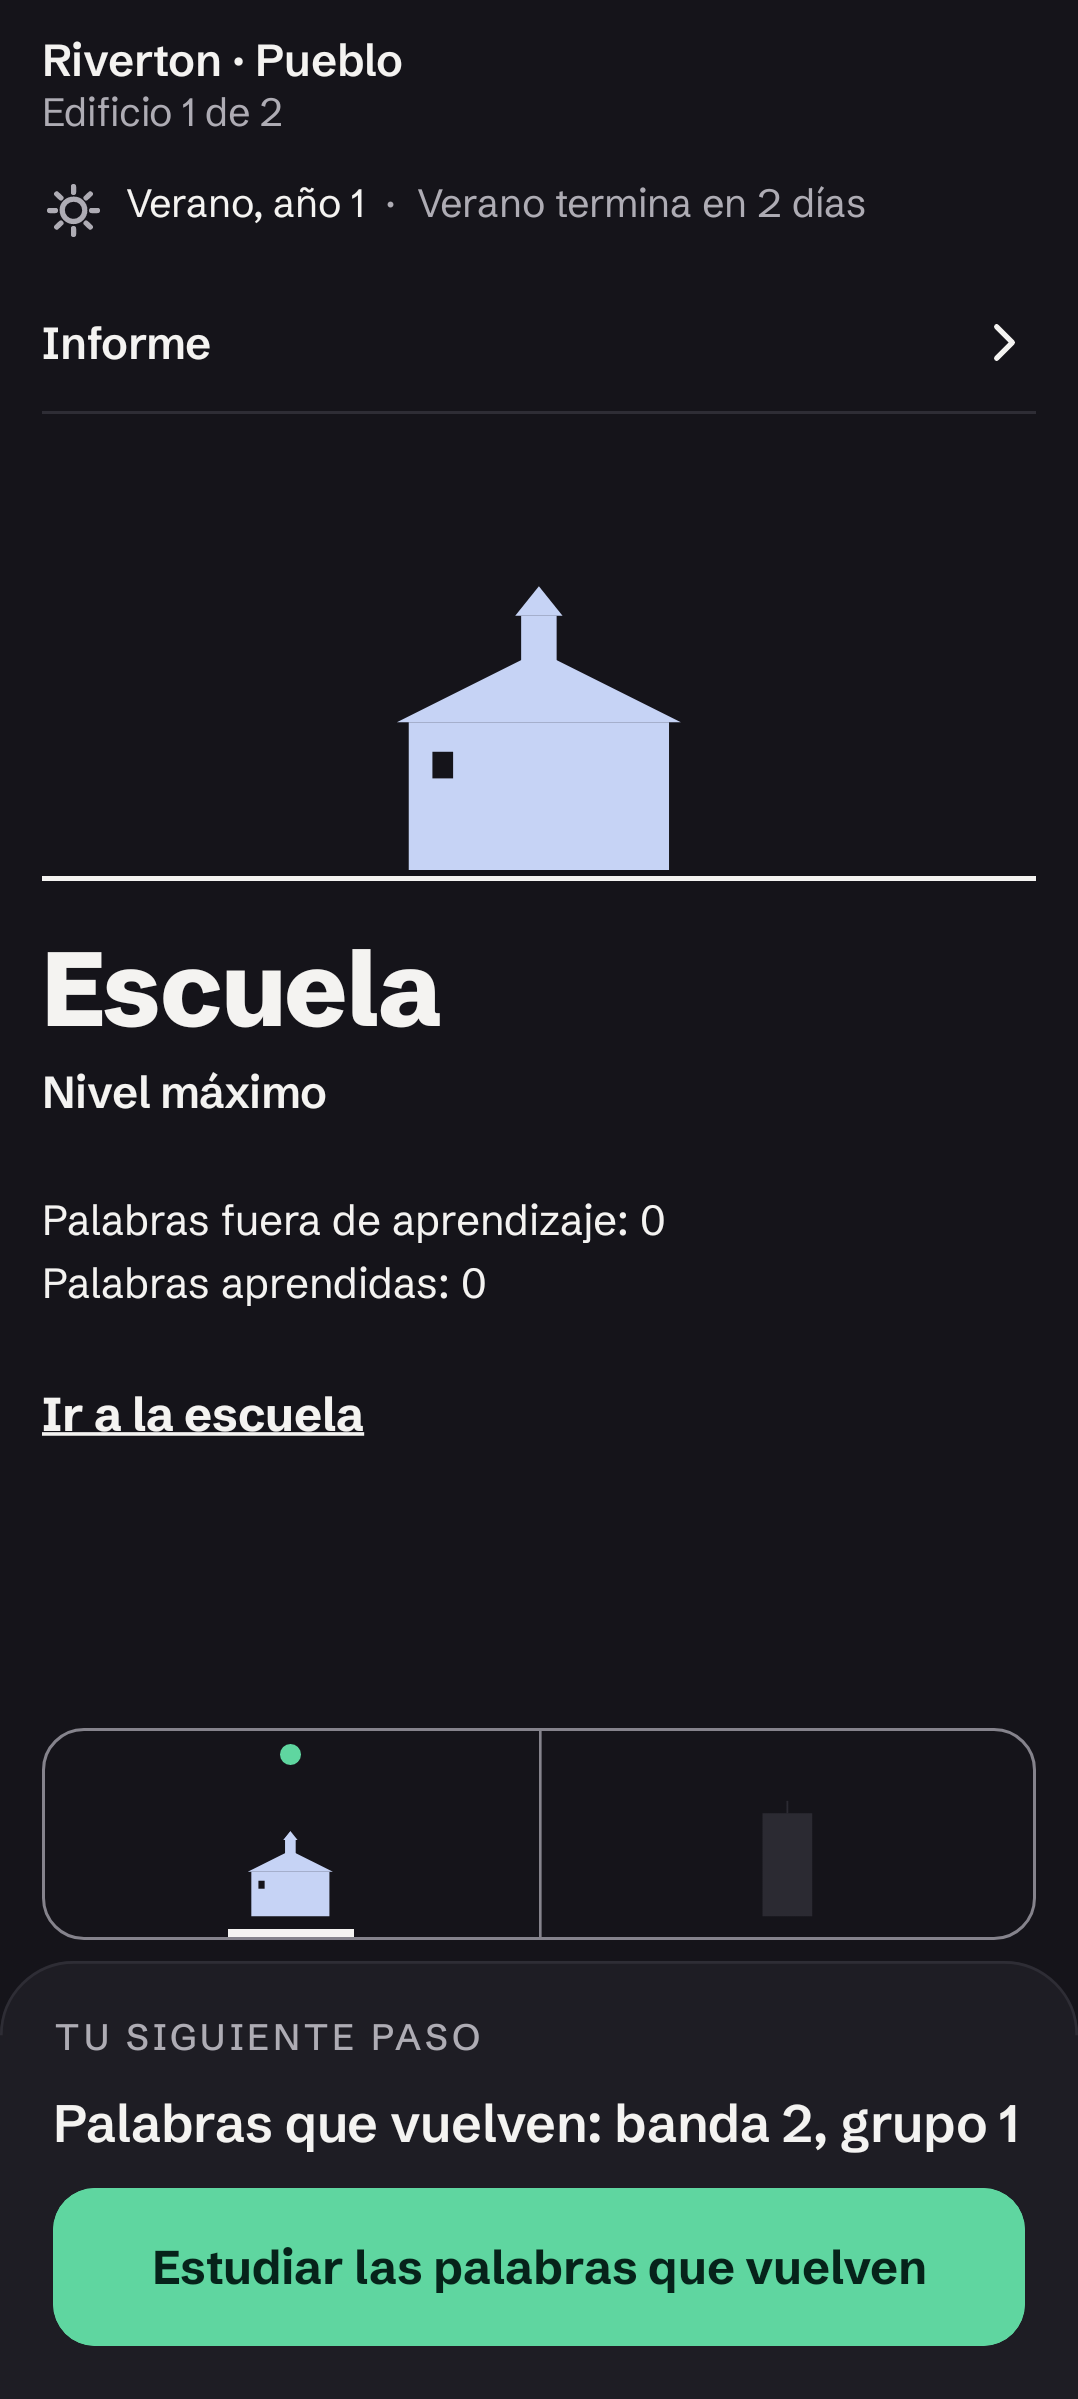 Riverton · Pueblo
Edificio 1 de 2
Verano, año 1 · Verano termina en 2 días
Informe
Escuela
Nivel máximo
Palabras fuera de aprendizaje: 0
Palabras aprendidas: 0
Ir a la escuela
TU SIGUIENTE PASO
Palabras que vuelven: banda 2, grupo 1
Estudiar las palabras que vuelven